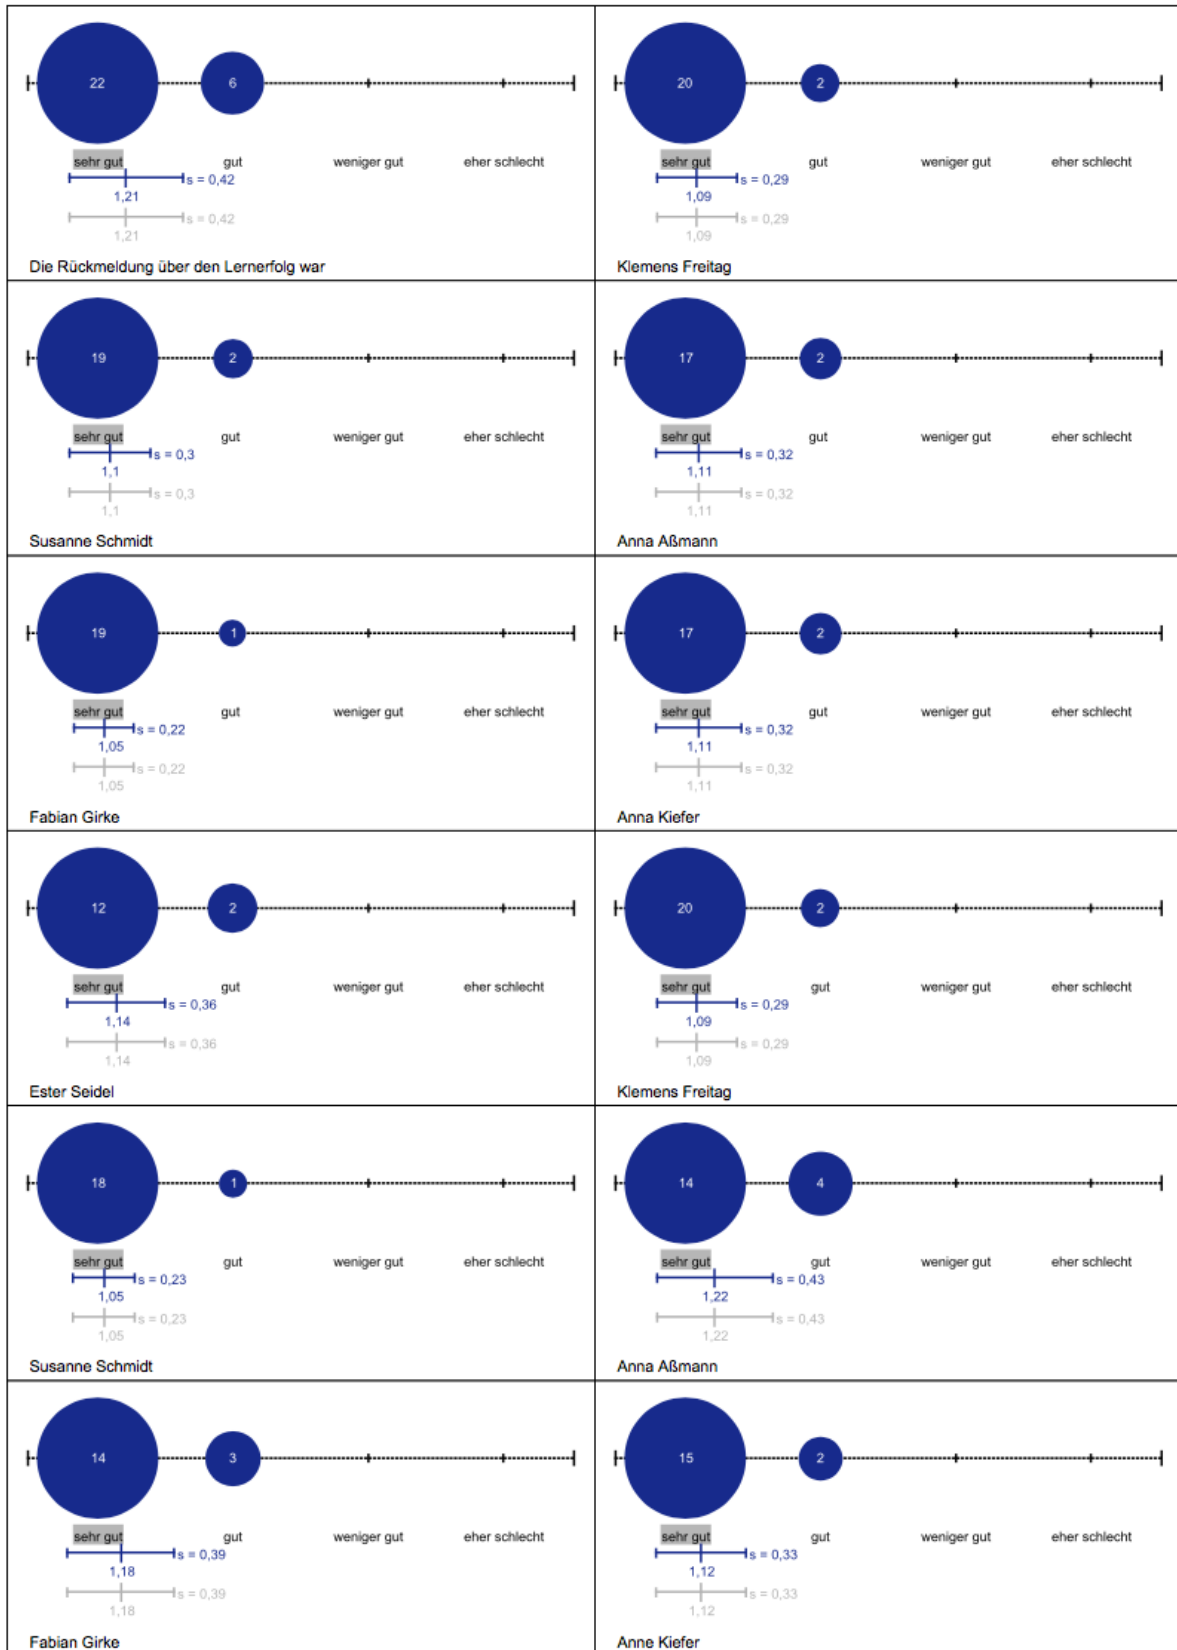 22 6
sehr gut gut weniger gut eher schlecht
s = 0,42
1,21
s = 0,42
1,21
Die Rückmeldung über den Lernerfolg war
20 2
sehr gut gut weniger gut eher schlecht
s = 0,29
1,09
s = 0,29
1,09
Klemens Freitag
19 2
sehr gut gut weniger gut eher schlecht
s = 0,3
1,1
s = 0,3
1,1
Susanne Schmidt
17 2
sehr gut gut weniger gut eher schlecht
s = 0,32
1,11
s = 0,32
1,11
Anna Aßmann
19 1
sehr gut gut weniger gut eher schlecht
s = 0,22
1,05
s = 0,22
1,05
Fabian Girke
17 2
sehr gut gut weniger gut eher schlecht
s = 0,32
1,11
s = 0,32
1,11
Anna Kiefer
12 2
sehr gut gut weniger gut eher schlecht
s = 0,36
1,14
s = 0,36
1,14
Ester Seidel
20 2
sehr gut gut weniger gut eher schlecht
s = 0,29
1,09
s = 0,29
1,09
Klemens Freitag
18 1
sehr gut gut weniger gut eher schlecht
s = 0,23
1,05
s = 0,23
1,05
Susanne Schmidt
14 4
sehr gut gut weniger gut eher schlecht
s = 0,43
1,22
s = 0,43
1,22
Anna Aßmann
14 3
sehr gut gut weniger gut eher schlecht
s = 0,39
1,18
s = 0,39
1,18
Fabian Girke
15 2
sehr gut gut weniger gut eher schlecht
s = 0,33
1,12
s = 0,33
1,12
Anne Kiefer